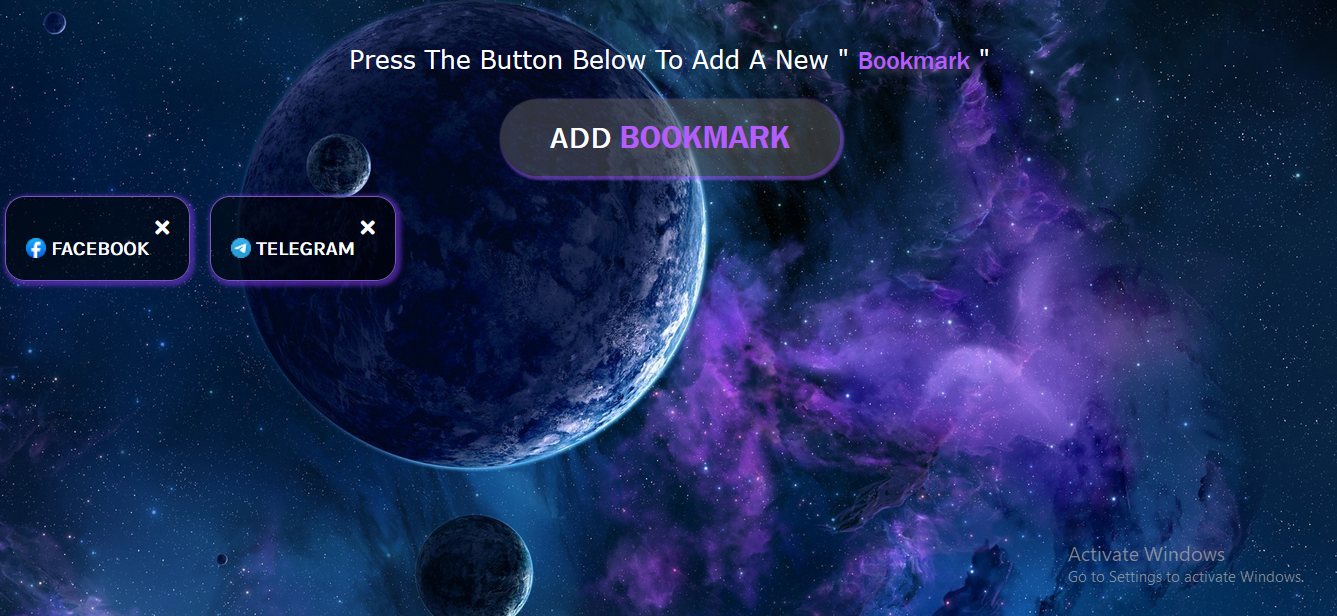 Press The Button Below To Add A New " Bookmark "
ADD BOOKMARK
FACEBOOK
TELEGRAM
Activate Windows
Go to Settings to activate Windows.